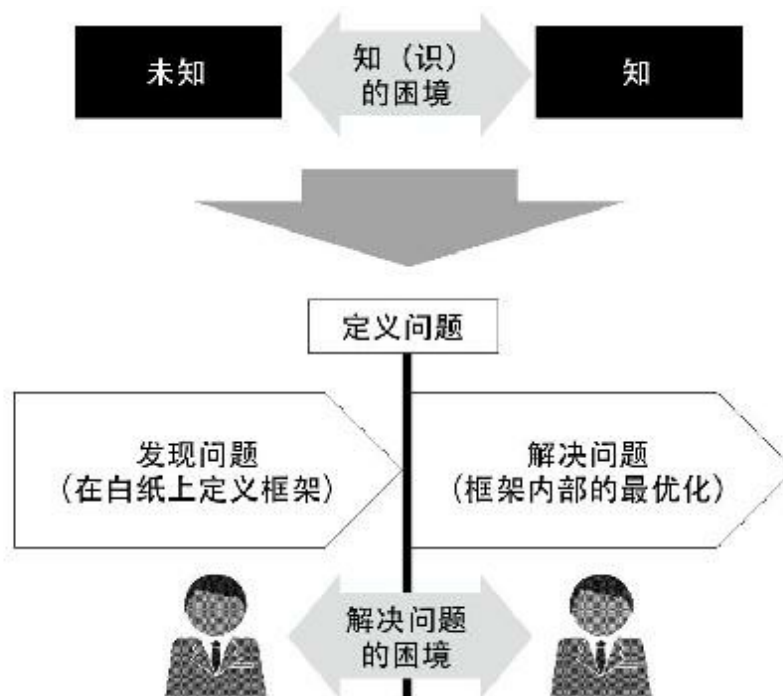 未知
知（识）
的困境
知
定义问题
发现问题
（在白纸上定义框架）
解决问题
（框架内部的最优化）
解决问题
的困境